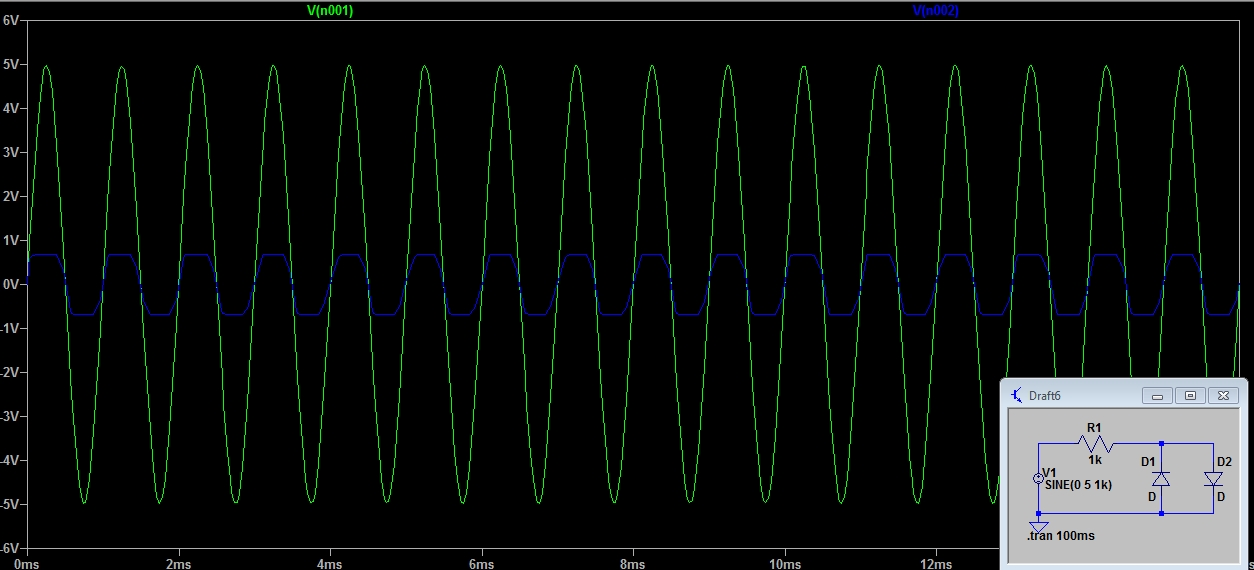 V(n001) V(n002)
6V
5V
4V
3V
2V
1V
0V
-1V
-2V
-3V
-4V
-5V
-6V
0ms 2ms 4ms 6ms 8ms 10ms 12ms
Draft6
R1
1k
D1 D2
V1
SINE(0 5 1k)
D D
.tran 100ms